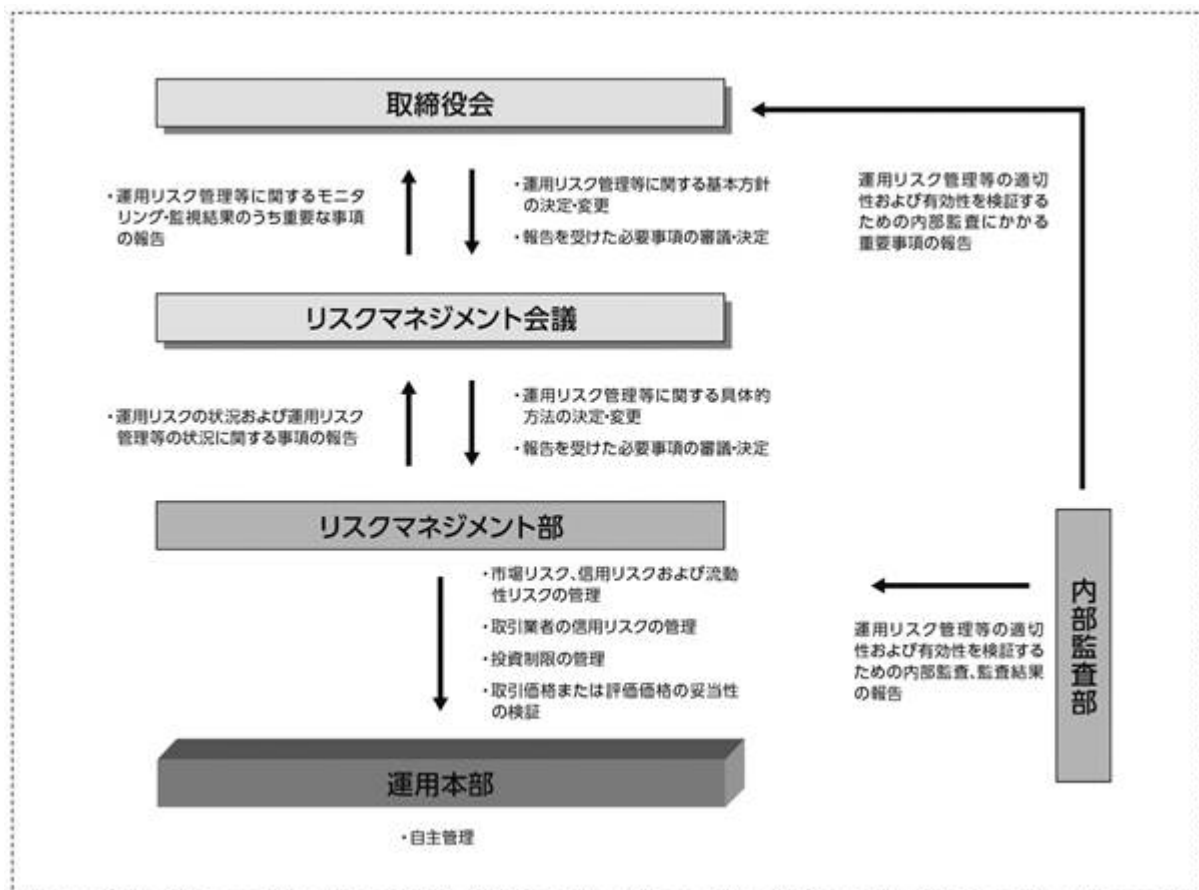 取締役会
・運用リスク管理等に関するモニタ
リング・監視結果のうち重要な事項
の報告
・運用リスク管理等に関する基本方針
の決定・変更
・報告を受けた必要事項の審議・決定
運用リスク管理等の適切
性および有効性を検証する
ための内部監査にかかる
重要事項の報告
リスクマネジメント会議
・運用リスクの状況および運用リスク
管理等の状況に関する事項の報告
・運用リスク管理等に関する具体的
方法の決定・変更
・報告を受けた必要事項の審議・決定
リスクマネジメント部
・市場リスク、信用リスクおよび流動
性リスクの管理
・取引業者の信用リスクの管理
・投資制限の管理
・取引価格または評価価格の妥当性
の検証
運用リスク管理等の適切
性および有効性を検証する
ための内部監査、監査結果
の報告
内部監査部
運用本部
・自主管理